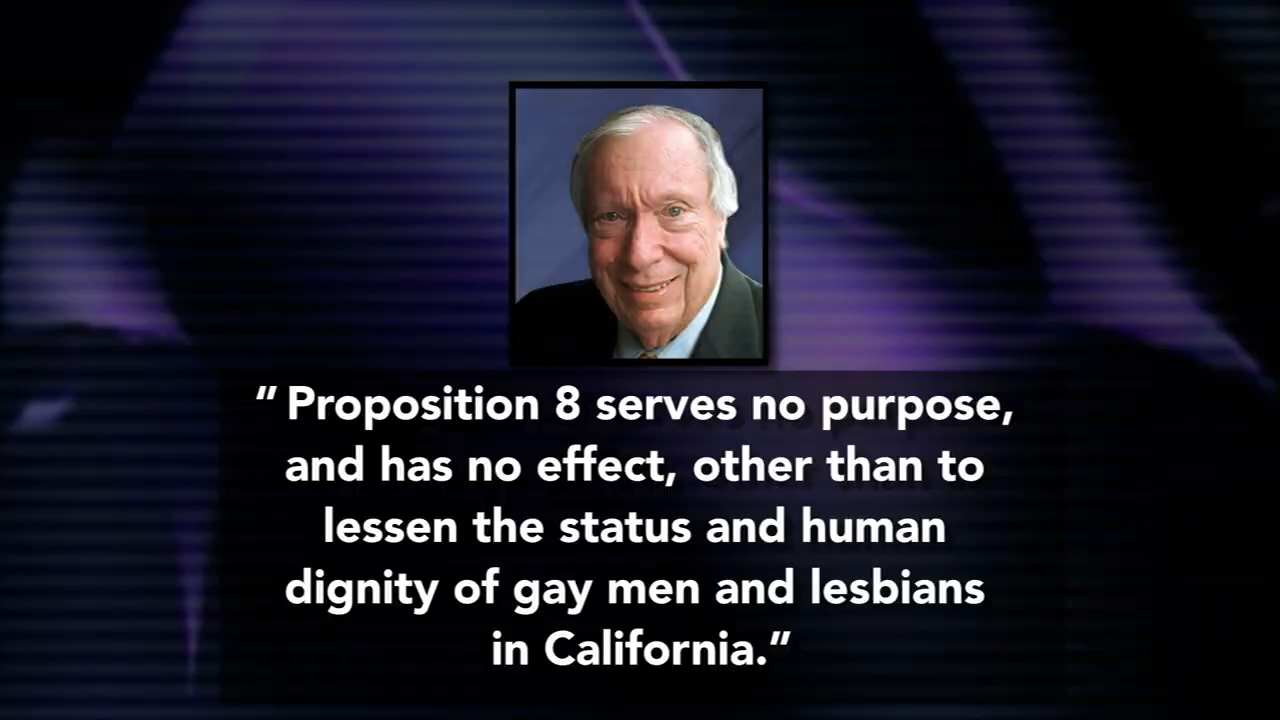 “ Proposition 8 serves no purpose,
and has no effect, other than to
lessen the status and human
dignity of gay men and lesbians
in California.”